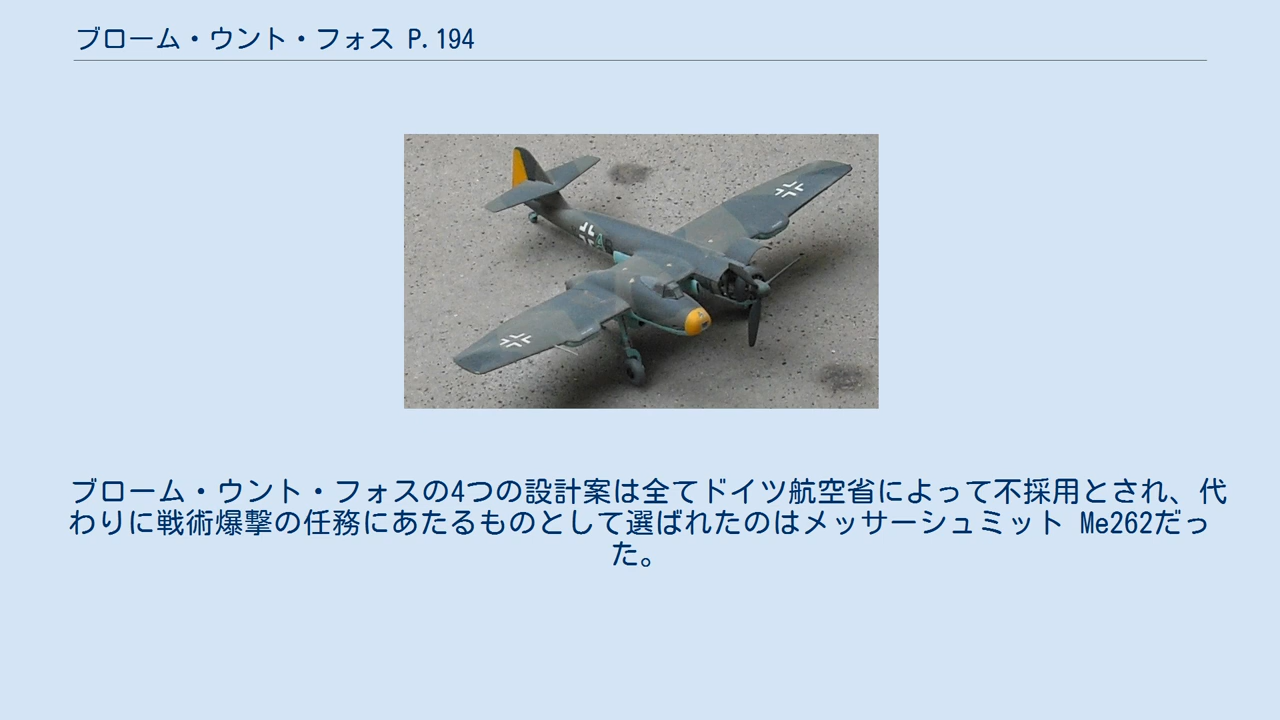 ブローム・ウント・フォス P.194
ブローム・ウント・フォスの4つの設計案は全てドイツ航空省によって不採用とされ、代
わりに戦術爆撃の任務にあたるものとして選ばれたのはメッサーシュミット Me262だっ
た。